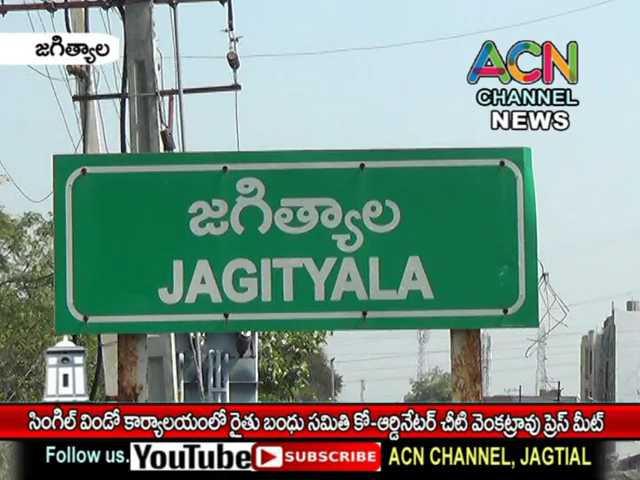 జగిత్యాల
ACN
CHANNEL
NEWS
జగిత్యాల
JAGITYALA
సింగిల్ విండో కార్యాలయంలో రైతు బంధు సమితి కో-ఆర్డినేటర్ చీటి వెంకట్రావు ప్రెస్ మీట్
Follow us. YouTube SUBSCRIBE ACN CHANNEL, JAGTIAL